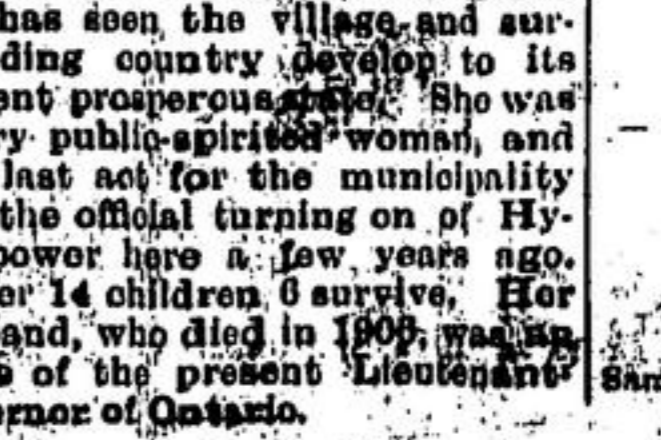 has seen the village and sur-
ding country develop to its
ent prosperous state. She was
ry public-spirited woman, and
last act for the municipality
the official turning on of Hy-
power here a few years ago.
er 14 children 6 survive. Her
and, who died in was an
of the present Lieutenant-
ernor of Ontario.
San